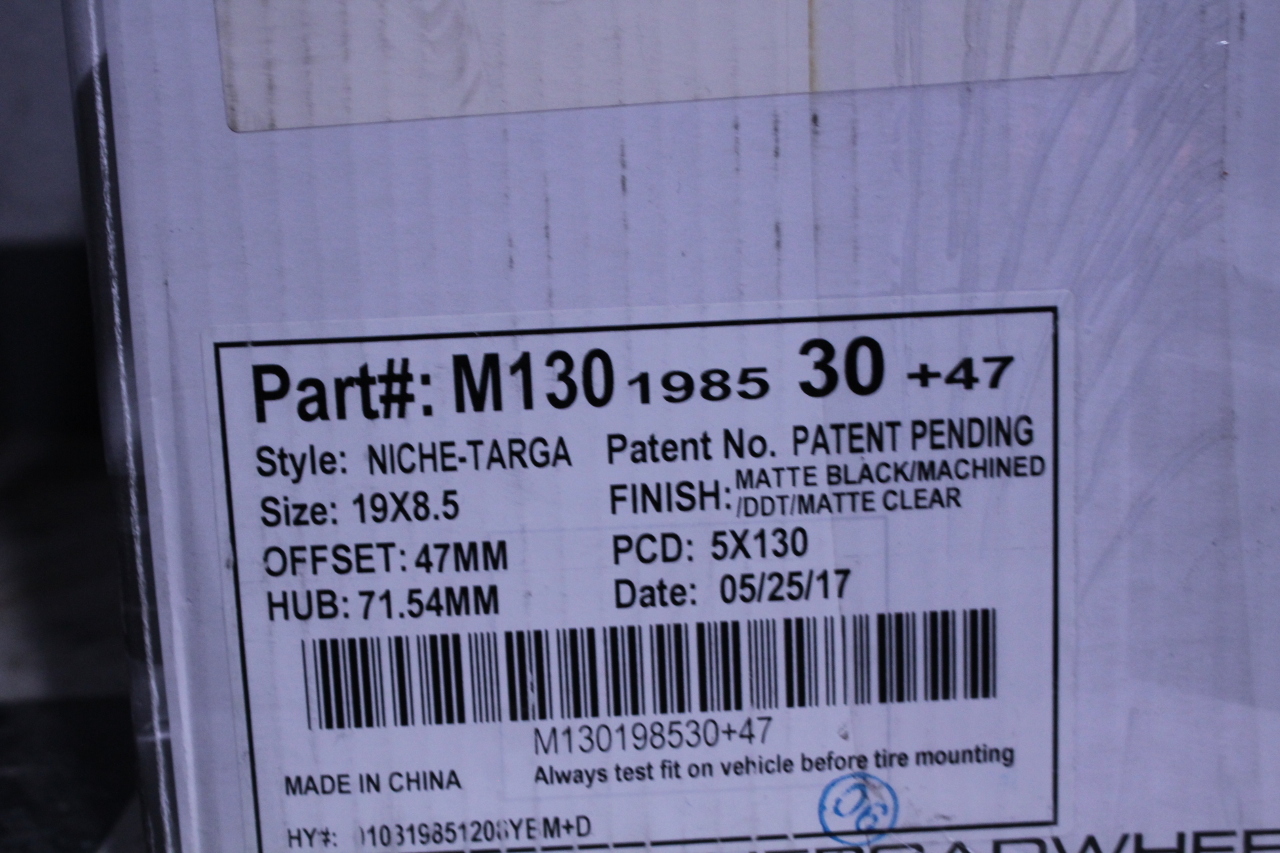 Part#: M130 1985 30 +47
Style: NICHE-TARGA Patent No. PATENT PENDING
Size: 19X8.5 FINISH: MATTE BLACK/MACHINED
/DDT/MATTE CLEAR
OFFSET: 47MM PCD: 5X130
HUB: 71.54MM Date: 05/25/17
M130198530+47
MADE IN CHINA Always test fit on vehicle before tire mounting
06
HY#: